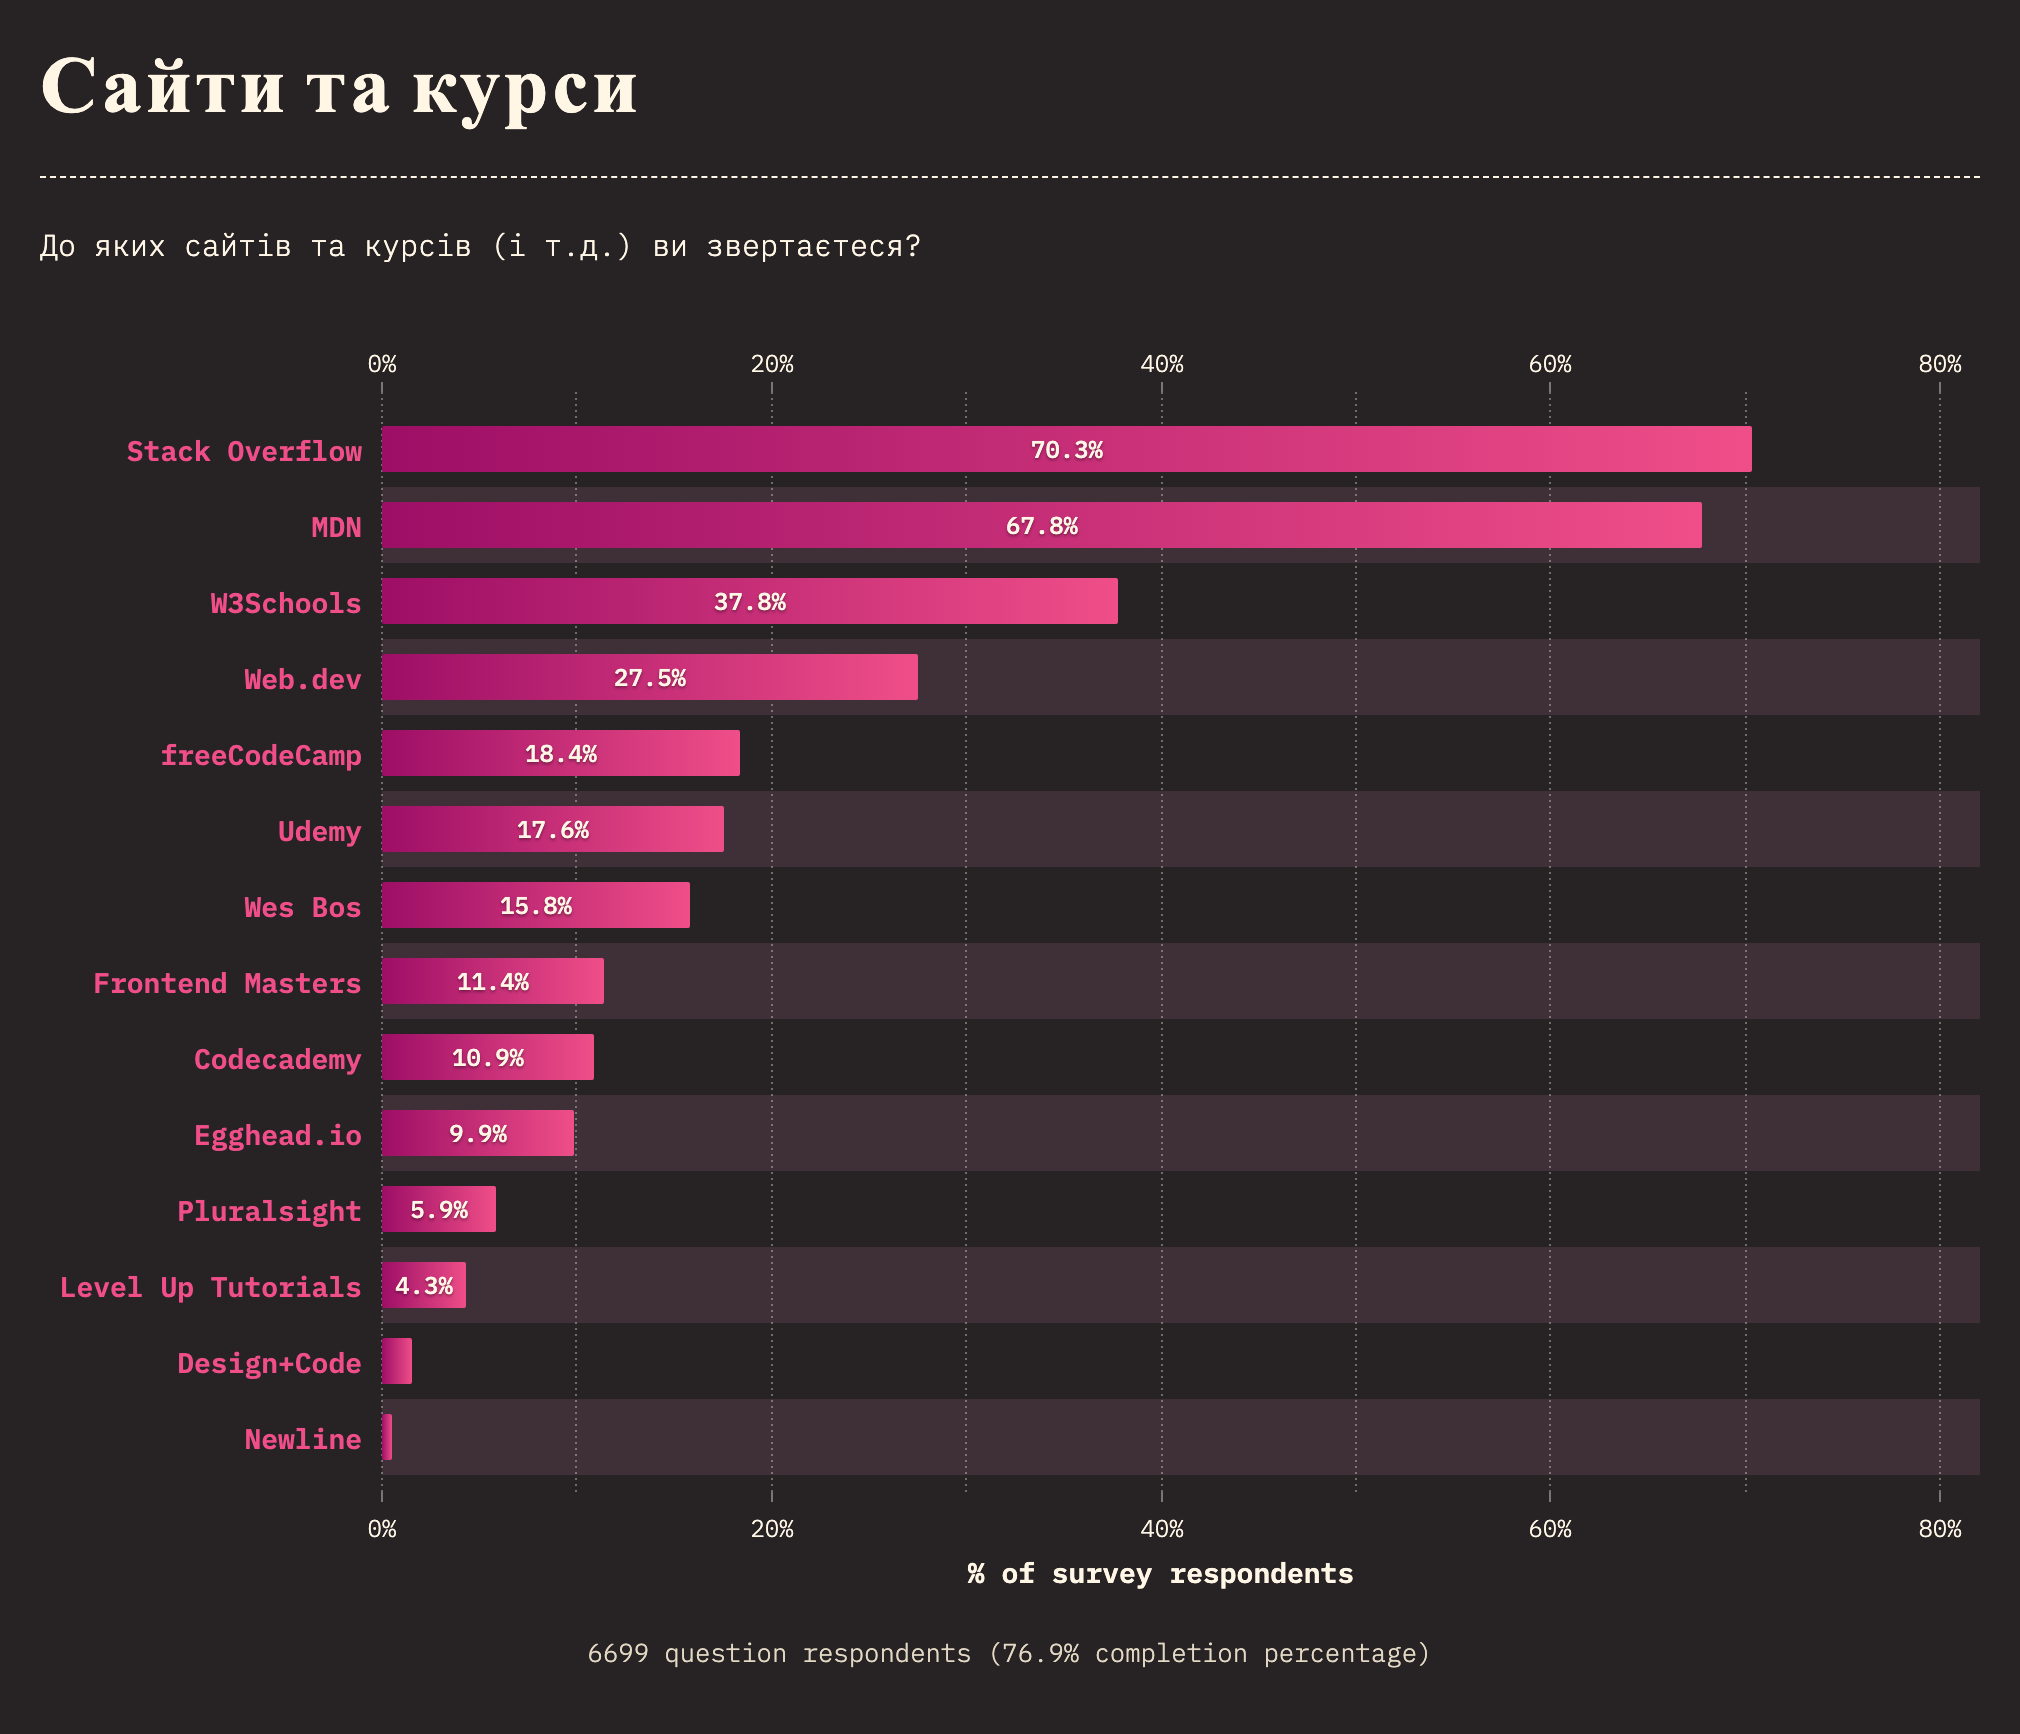 Сайти та курси
До яких сайтів та курсів (і т.д.) ви звертаєтеся?
0% 20% 40% 60% 80%
Stack Overflow 70.3%
MDN 67.8%
W3Schools 37.8%
Web.dev 27.5%
freeCodeCamp 18.4%
Udemy 17.6%
Wes Bos 15.8%
Frontend Masters 11.4%
Codecademy 10.9%
Egghead.io 9.9%
Pluralsight 5.9%
Level Up Tutorials 4.3%
Design+Code
Newline
0% 20% 40% 60% 80%
% of survey respondents
6699 question respondents (76.9% completion percentage)